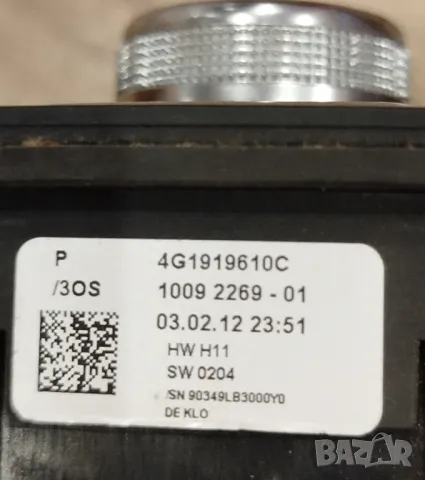 P 4G1919610C
/3OS 1009 2269 - 01
03.02.12 23:51
HW H11
SW 0204
/SN 90349LB3000Y0
DE KLO
BAZAR